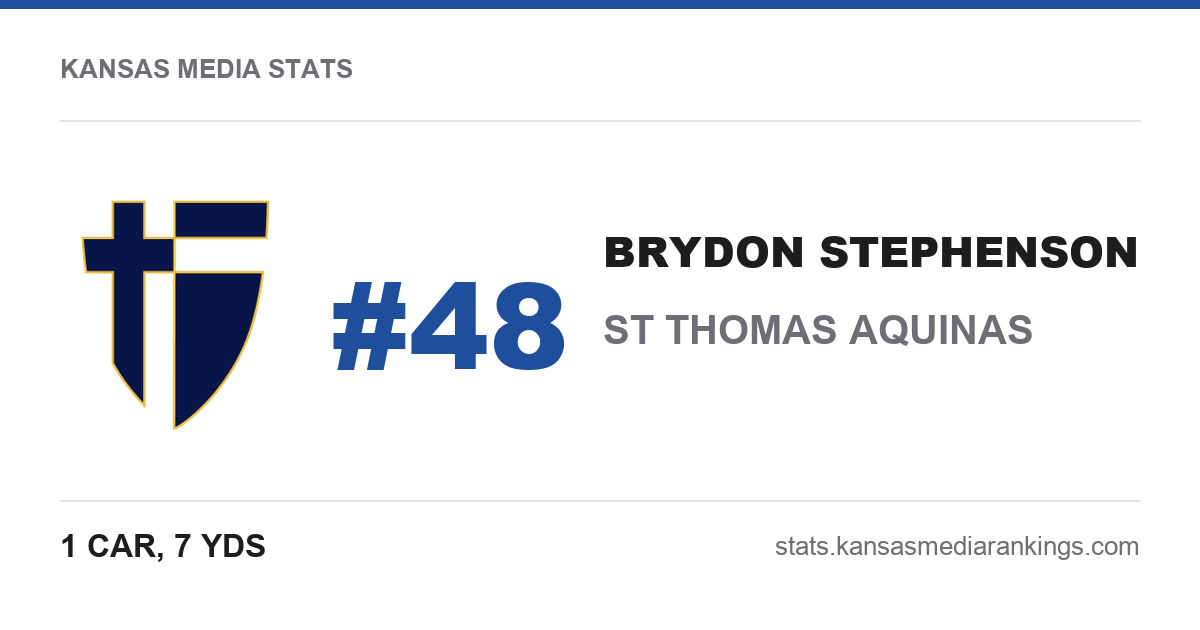 KANSAS MEDIA STATS
#48
BRYDON STEPHENSON
ST THOMAS AQUINAS
1 CAR, 7 YDS
stats.kansasmediarankings.com